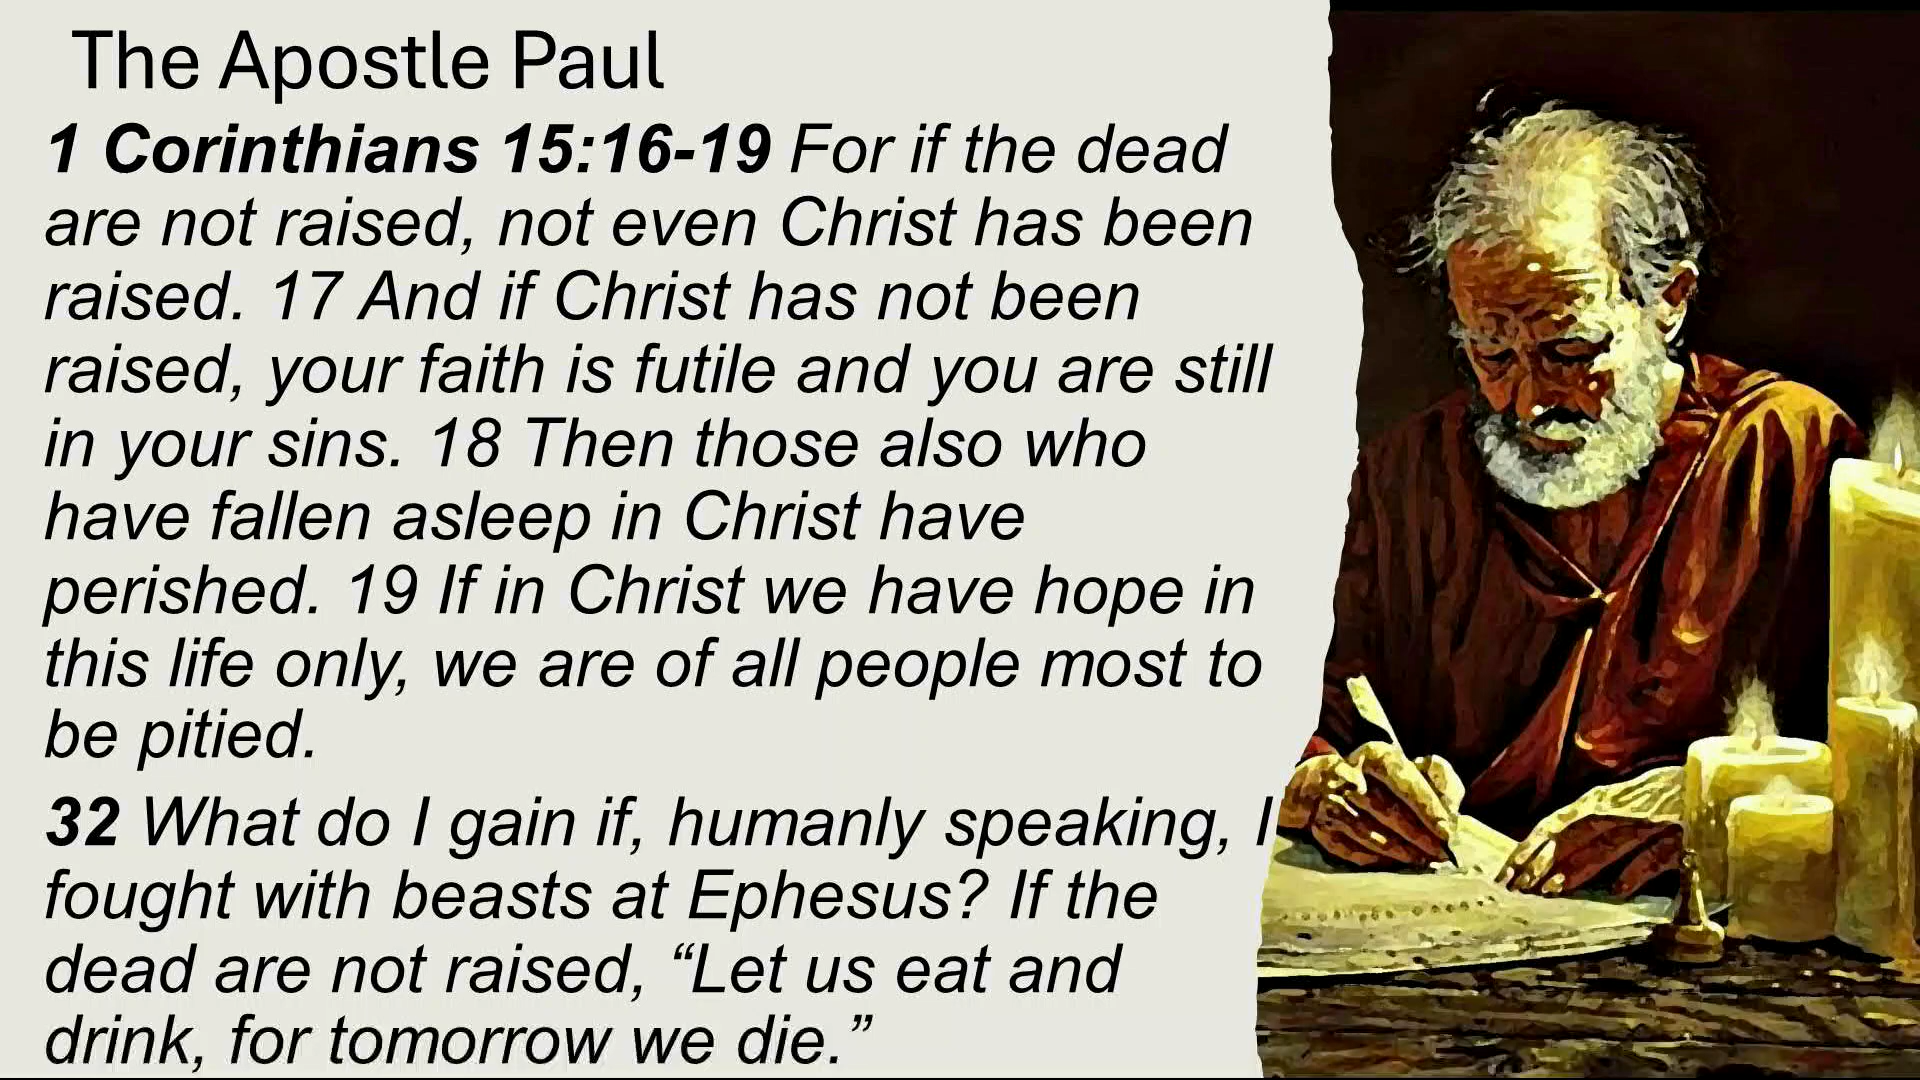 The Apostle Paul
1 Corinthians 15:16-19 For if the dead
are not raised, not even Christ has been
raised. 17 And if Christ has not been
raised, your faith is futile and you are still
in your sins. 18 Then those also who
have fallen asleep in Christ have
perished. 19 If in Christ we have hope in
this life only, we are of all people most to
be pitied.
32 What do I gain if, humanly speaking, I
fought with beasts at Ephesus? If the
dead are not raised, “Let us eat and
drink, for tomorrow we die.”